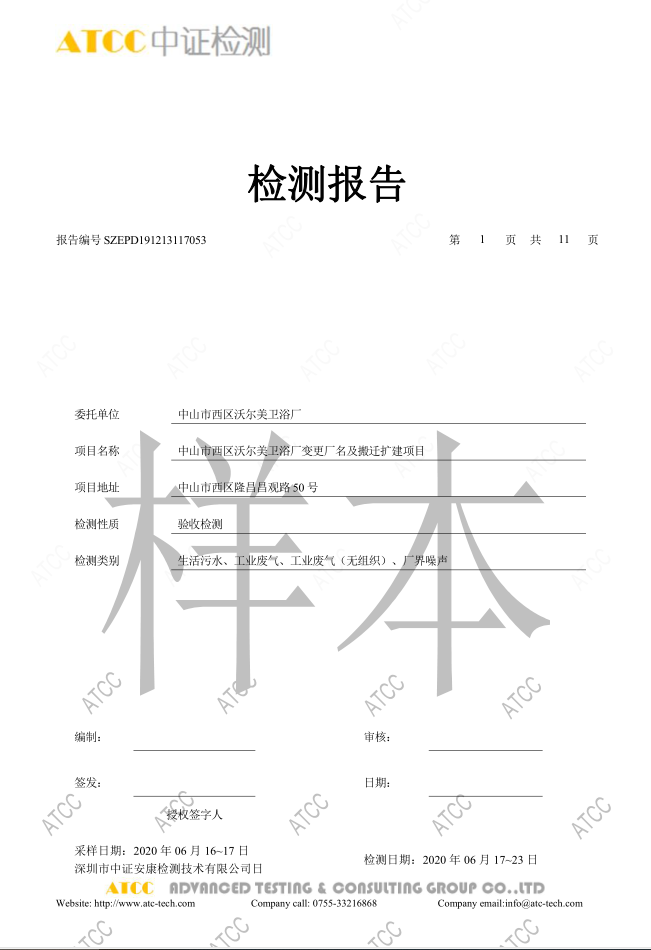 ATCC 中证检测
检测报告
报告编号 SZEPD191213117053 第 1 页 共 11 页
委托单位 中山市西区沃尔美卫浴厂
项目名称 中山市西区沃尔美卫浴厂变更厂名及搬迁扩建项目
项目地址 中山市西区隆昌昌观路 50 号
检测性质 验收检测
检测类别 生活污水、工业废气、工业废气（无组织）、厂界噪声
样本
编制： 审核：
签发： 日期：
授权签字人
采样日期：2020 年 06 月 16~17 日
检测日期：2020 年 06 月 17~23 日
深圳市中证安康检测技术有限公司日
ATCC ADVANCED TESTING & CONSULTING GROUP CO.,LTD
Website: http://www.atc-tech.com Company call: 0755-33216868 Company email:info@atc-tech.com